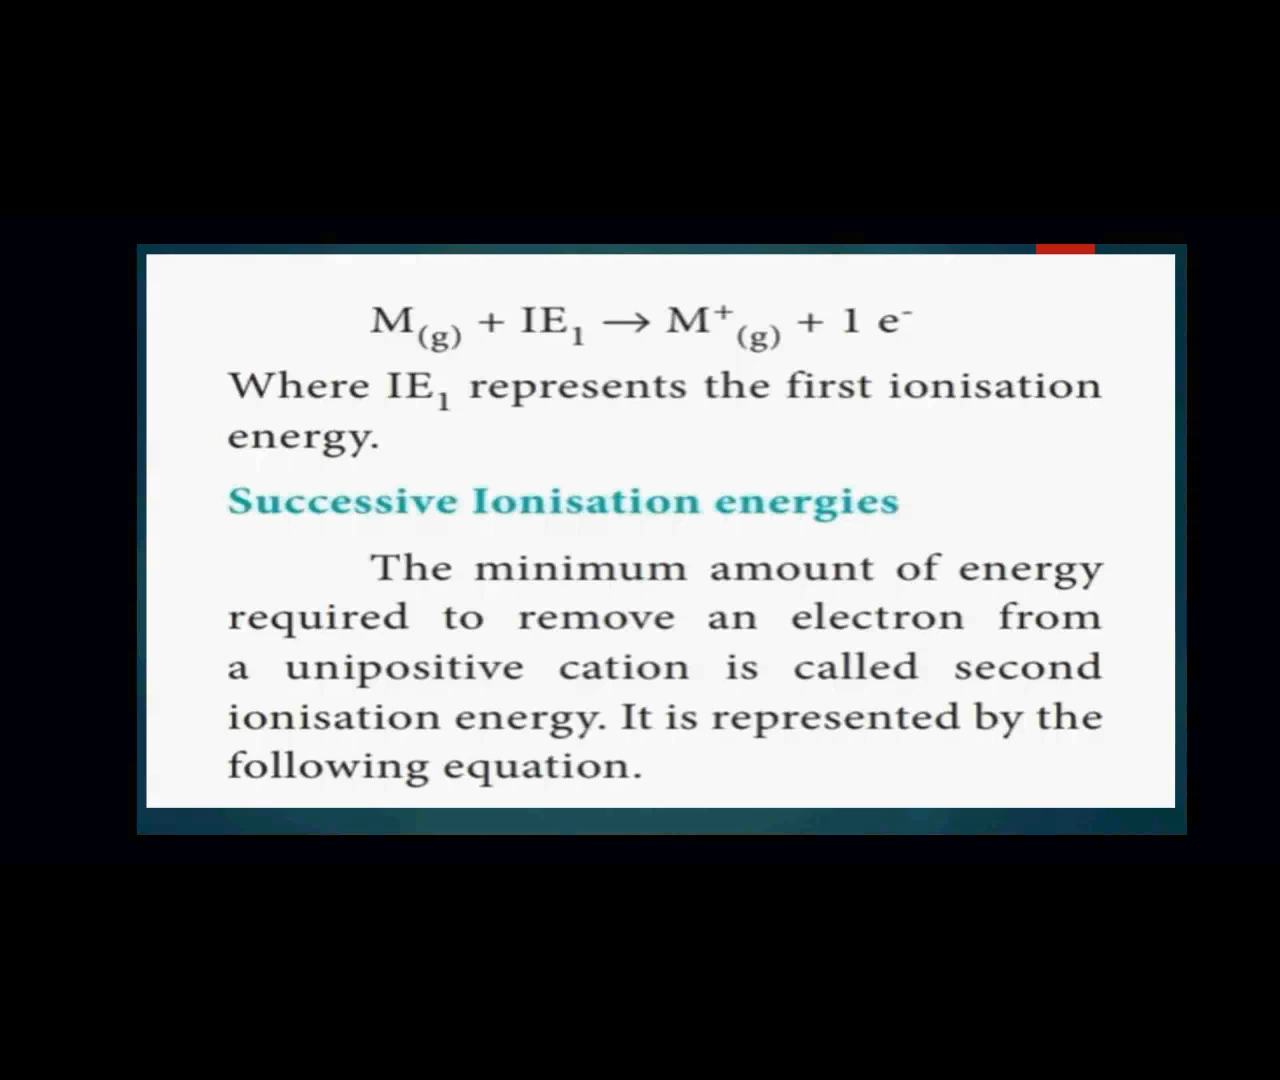 M(g) + IE₁ → M⁺(g) + 1 e⁻
Where IE₁ represents the first ionisation
energy.
Successive Ionisation energies
The minimum amount of energy
required to remove an electron from
a unipositive cation is called second
ionisation energy. It is represented by the
following equation.